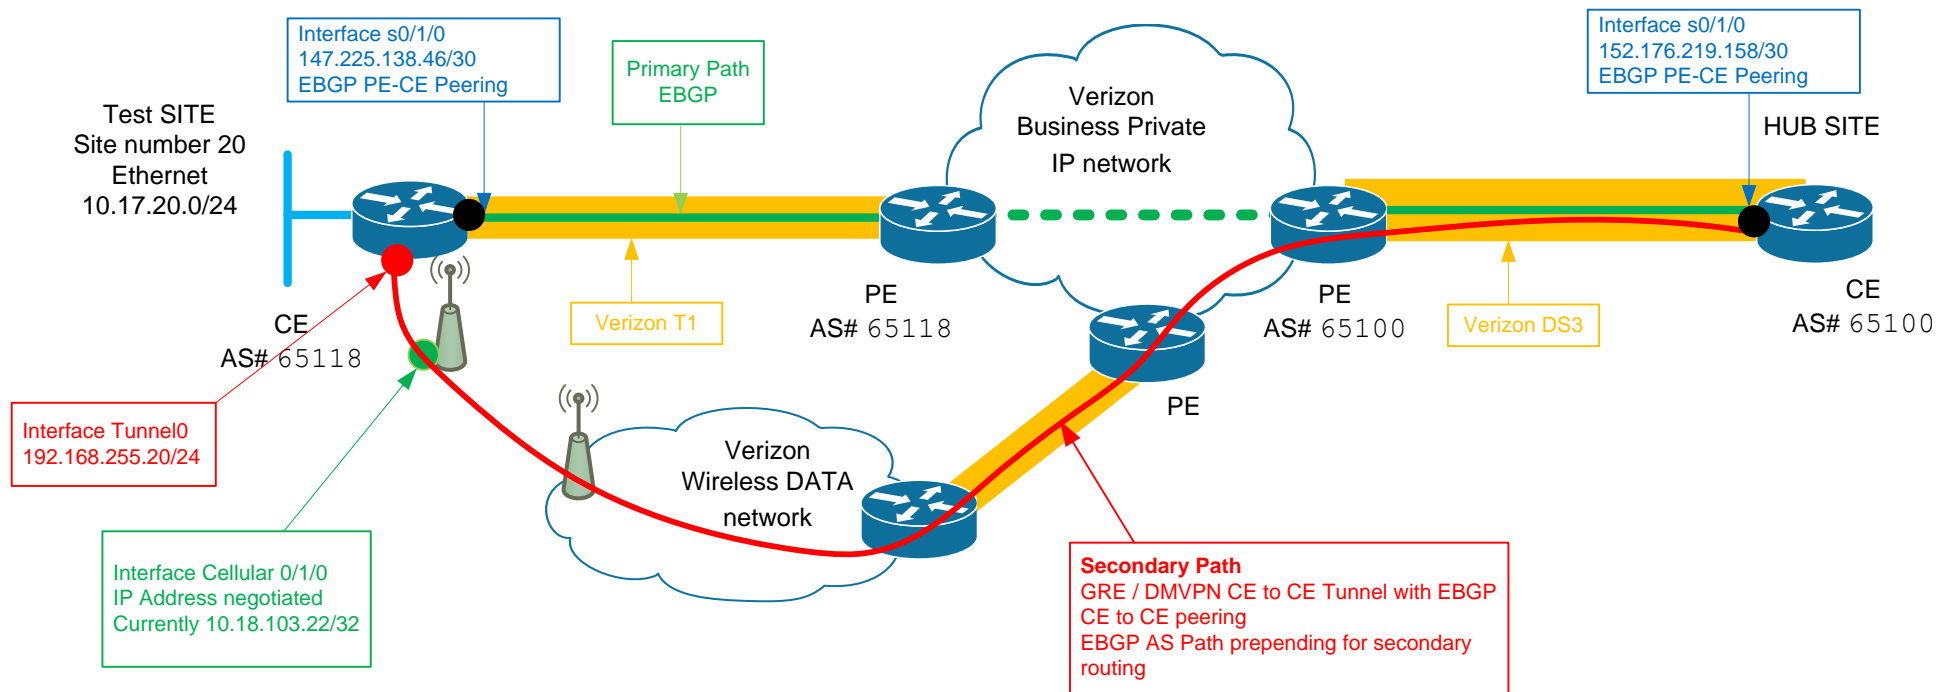 Interface s0/1/0
147.225.138.46/30
EBGP PE-CE Peering
Primary Path
EBGP
Verizon
Business Private
IP network
Interface s0/1/0
152.176.219.158/30
EBGP PE-CE Peering
Test SITE
Site number 20
Ethernet
10.17.20.0/24
HUB SITE
CE
AS# 65118
Verizon T1
PE
AS# 65118
PE
AS# 65100
Verizon DS3
CE
AS# 65100
PE
Interface Tunnel0
192.168.255.20/24
Verizon
Wireless DATA
network
Interface Cellular 0/1/0
IP Address negotiated
Currently 10.18.103.22/32
Secondary Path
GRE / DMVPN CE to CE Tunnel with EBGP
CE to CE peering
EBGP AS Path prepending for secondary
routing